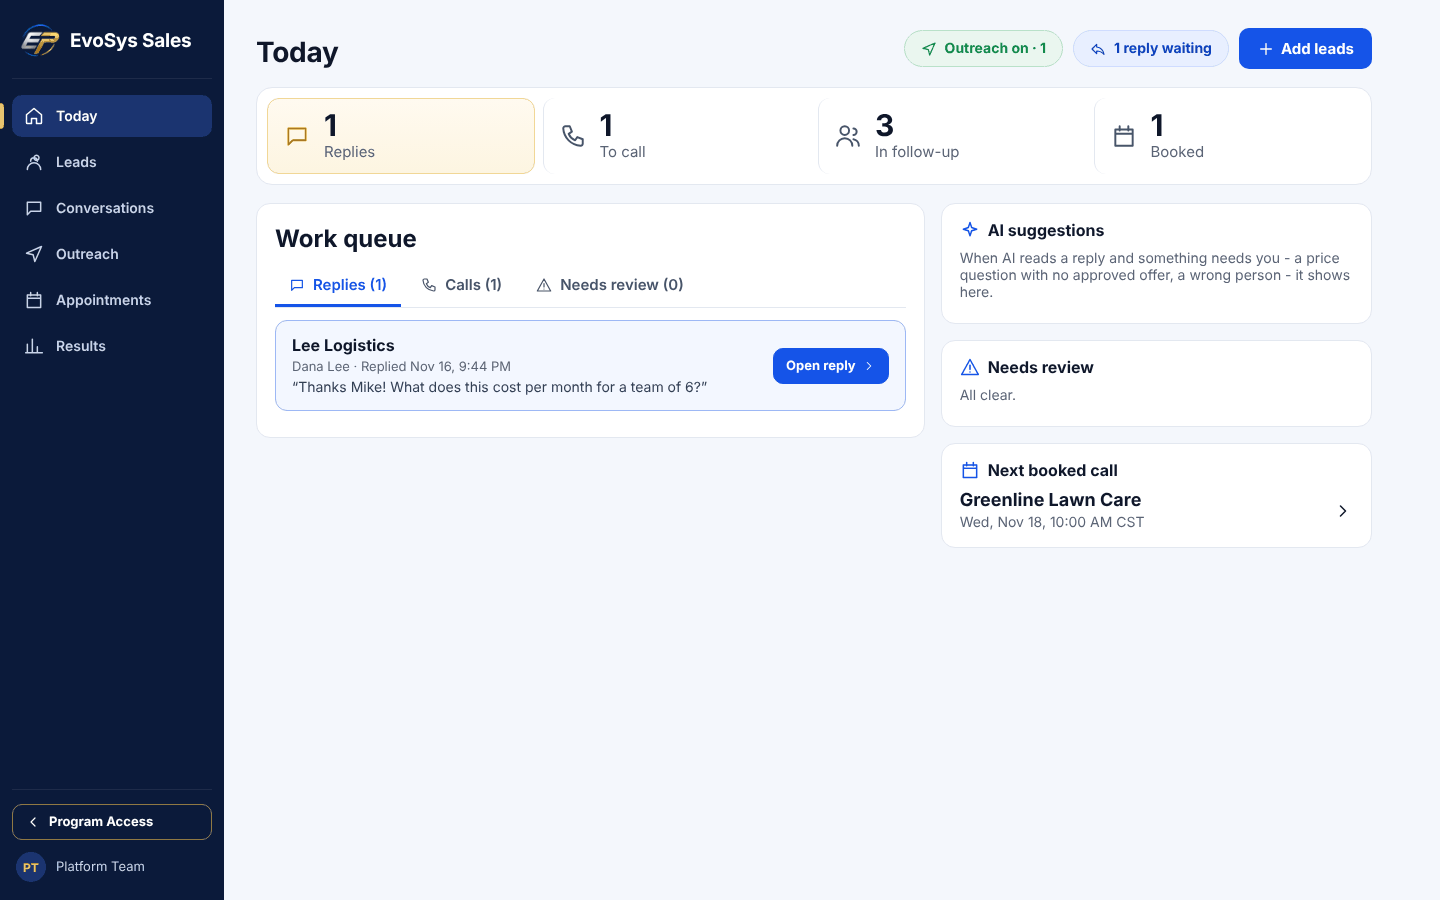 EvoSys Sales
Today
Leads
Conversations
Outreach
Appointments
Results
Program Access
PT
Platform Team
Today
Outreach on · 1
1 reply waiting
Add leads
1
Replies
1
To call
3
In follow-up
1
Booked
Work queue
Replies (1)
Calls (1)
Needs review (0)
Lee Logistics
Dana Lee · Replied Nov 16, 9:44 PM
“Thanks Mike! What does this cost per month for a team of 6?”
Open reply
AI suggestions
When AI reads a reply and something needs you - a price
question with no approved offer, a wrong person - it shows
here.
Needs review
All clear.
Next booked call
Greenline Lawn Care
Wed, Nov 18, 10:00 AM CST